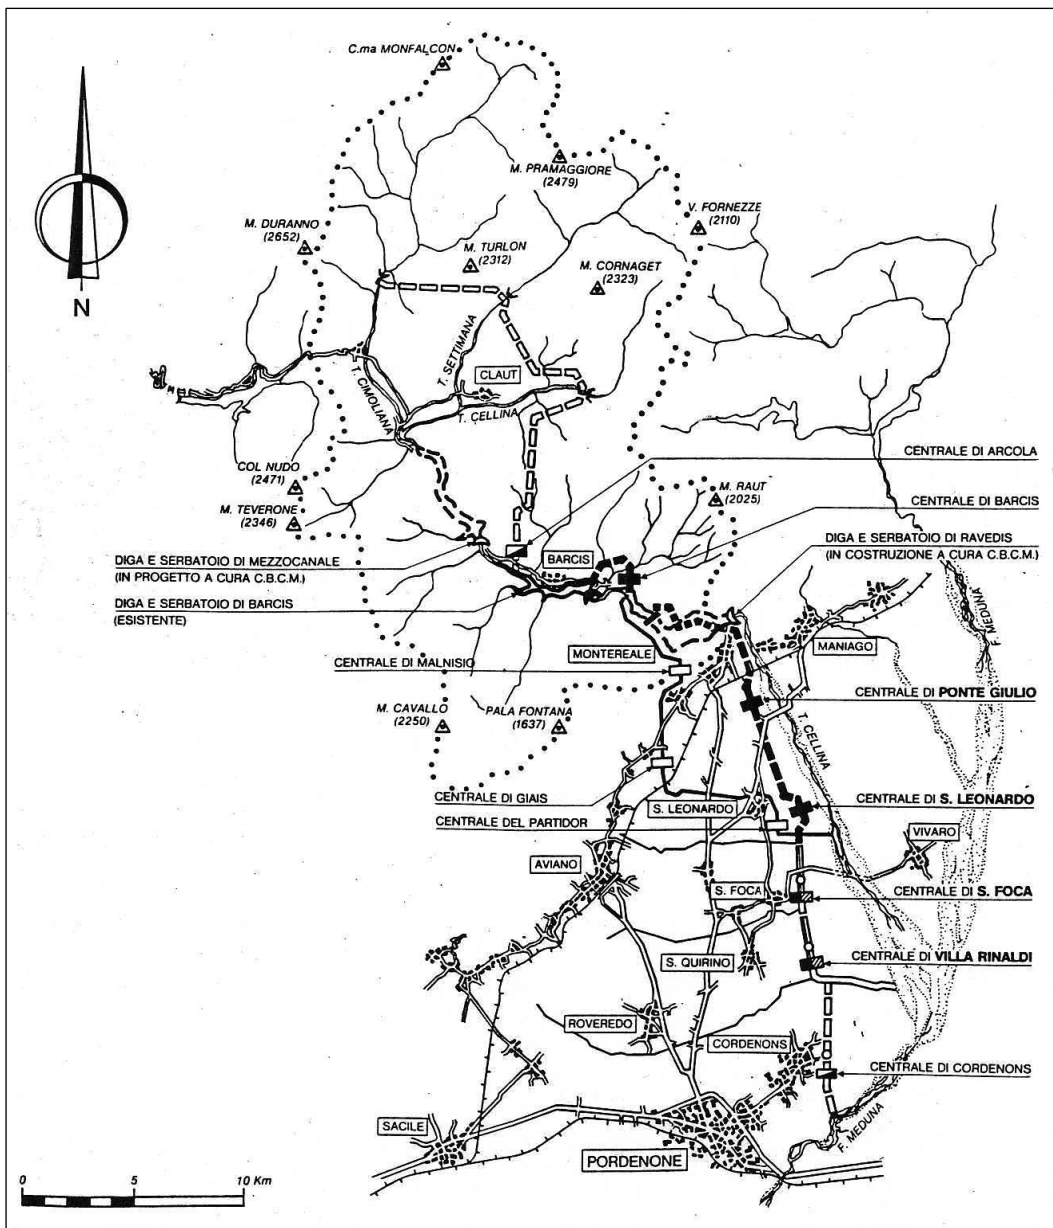 C.ma MONFALCON
M. PRAMAGGIORE
(2479)
V. FORNEZZE
(2110)
M. DURANNO
(2652)
M. TURLON
(2312)
M. CORNAGET
(2323)
N
T. SETTIMANA
CLAUT
T. CIMOLIANA
T. CELLINA
CENTRALE DI ARCOLA
COL NUDO
(2471)
M. RAUT
(2025)
CENTRALE DI BARCIS
M. TEVERONE
(2346)
DIGA E SERBATOIO DI RAVEDIS
(IN COSTRUZIONE A CURA C.B.C.M.)
DIGA E SERBATOIO DI MEZZOCANALE
(IN PROGETTO A CURA C.B.C.M.)
BARCIS
DIGA E SERBATOIO DI BARCIS
(ESISTENTE)
F. MEDUNA
MONTEREALE
MANIAGO
CENTRALE DI MALNISIO
CENTRALE DI PONTE GIULIO
M. CAVALLO
(2250)
PALA FONTANA
(1637)
T. CELLINA
CENTRALE DI GIAIS
S. LEONARDO
CENTRALE DI S. LEONARDO
CENTRALE DEL PARTIDOR
VIVARO
AVIANO
S. FOCA
CENTRALE DI S. FOCA
S. QUIRINO
CENTRALE DI VILLA RINALDI
ROVEREDO
CORDENONS
CENTRALE DI CORDENONS
SACILE
F. MEDUNA
PORDENONE
0 5 10 Km